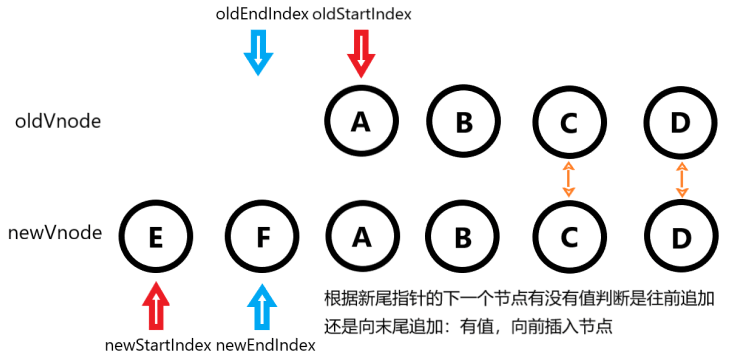 oldEndIndex oldStartIndex
oldVnode A B C D
newVnode E F A B C D
根据新尾指针的下一个节点有没有值判断是往前追加
还是向末尾追加：有值，向前插入节点
newStartIndex newEndIndex